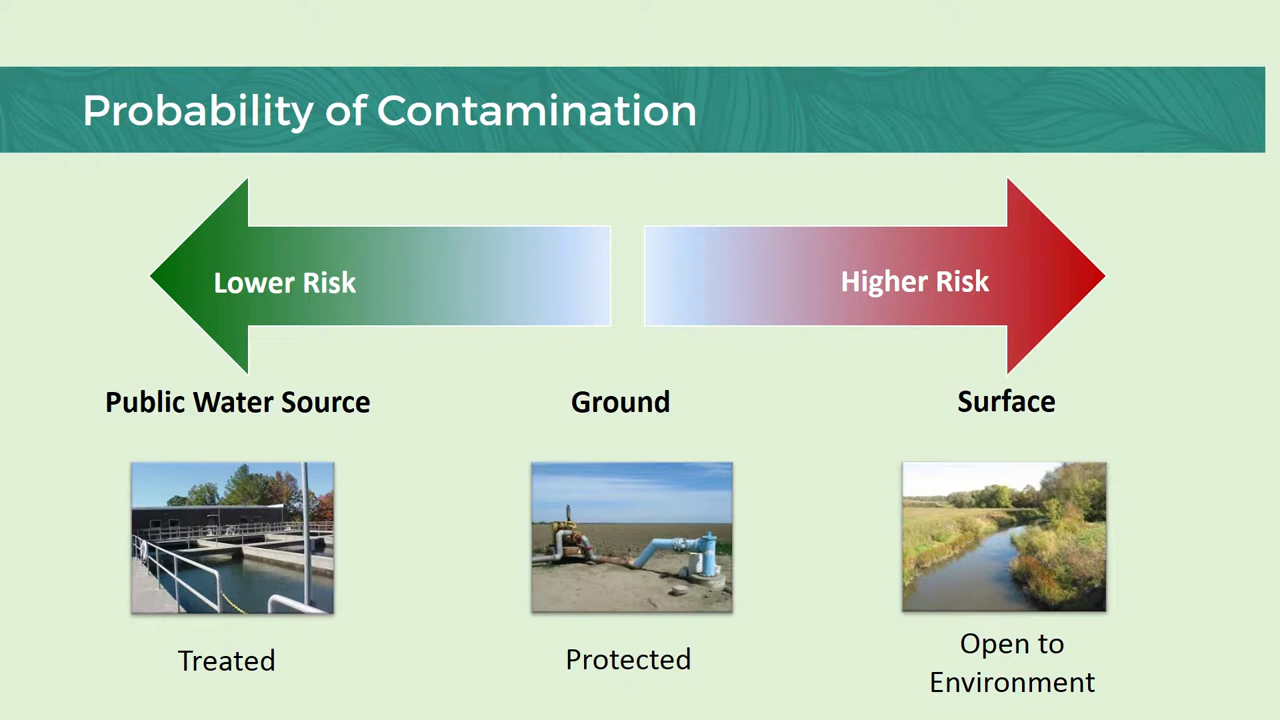 Probability of Contamination
Lower Risk
Higher Risk
Public Water Source
Ground
Surface
Treated
Protected
Open to
Environment